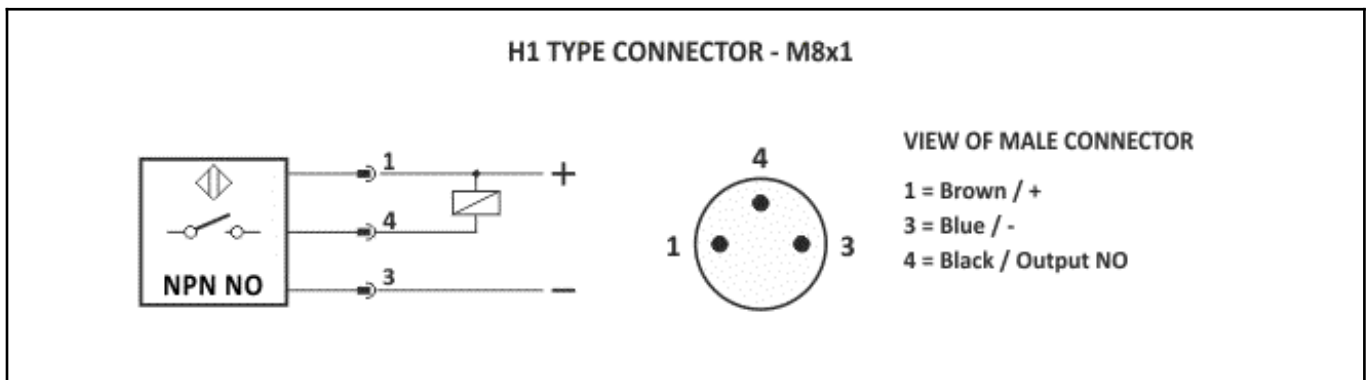 H1 TYPE CONNECTOR - M8x1
1
+
4
NPN NO
3
−
4
1
3
VIEW OF MALE CONNECTOR
1 = Brown / +
3 = Blue / -
4 = Black / Output NO